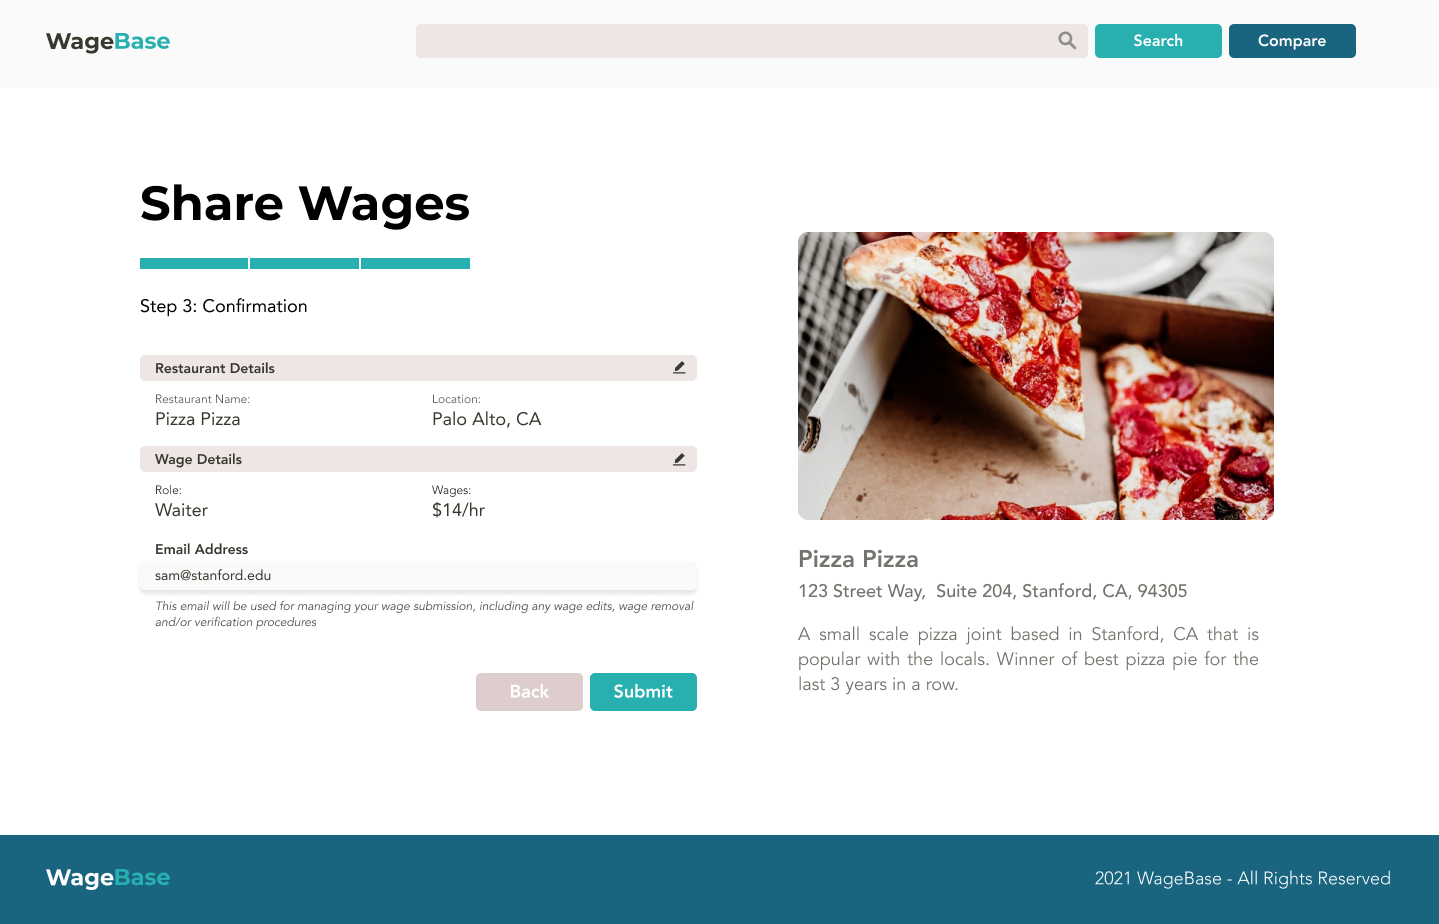 WageBase
Search
Compare
Share Wages
Step 3: Confirmation
Restaurant Details
Restaurant Name:
Location:
Pizza Pizza
Palo Alto, CA
Wage Details
Role:
Wages:
Waiter
$14/hr
Email Address
sam@stanford.edu
This email will be used for managing your wage submission, including any wage edits, wage removal
and/or verification procedures
Back
Submit
Pizza Pizza
123 Street Way,  Suite 204, Stanford, CA, 94305
A small scale pizza joint based in Stanford, CA that is
popular with the locals. Winner of best pizza pie for the
last 3 years in a row.
WageBase
2021 WageBase - All Rights Reserved